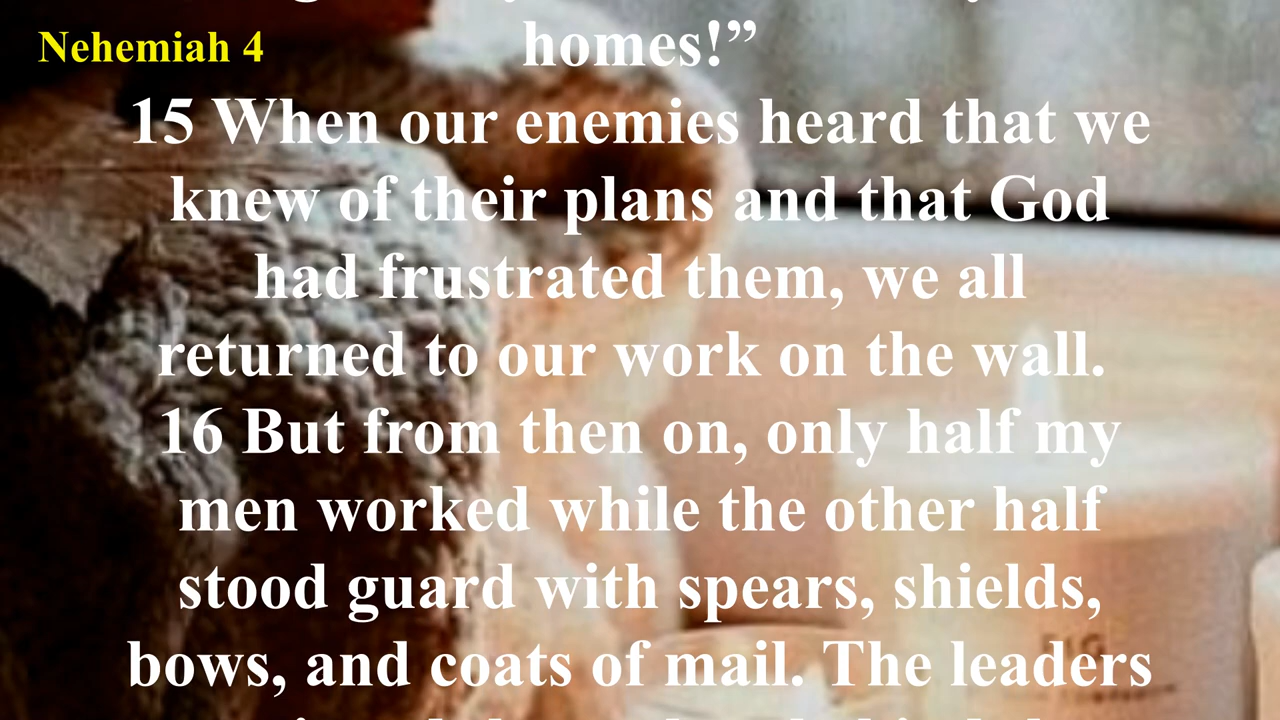 Nehemiah 4
homes!”
15 When our enemies heard that we
knew of their plans and that God
had frustrated them, we all
returned to our work on the wall.
16 But from then on, only half my
men worked while the other half
stood guard with spears, shields,
bows, and coats of mail. The leaders